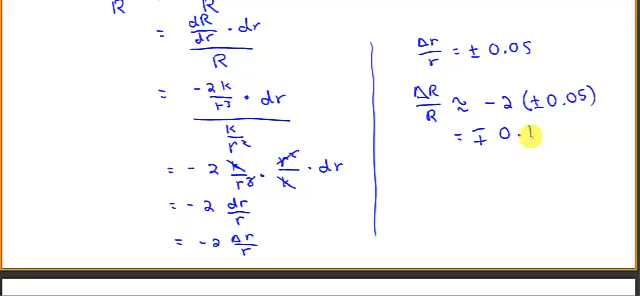 R R
= dR/dr · dr / R
= -2k/r³ · dr / k/r²
= -2 k/r³ · r²/k · dr
= -2 dr/r
= -2 Δr/r
Δr/r = ± 0.05
ΔR/R ≈ -2 (±0.05)
= ∓ 0.1